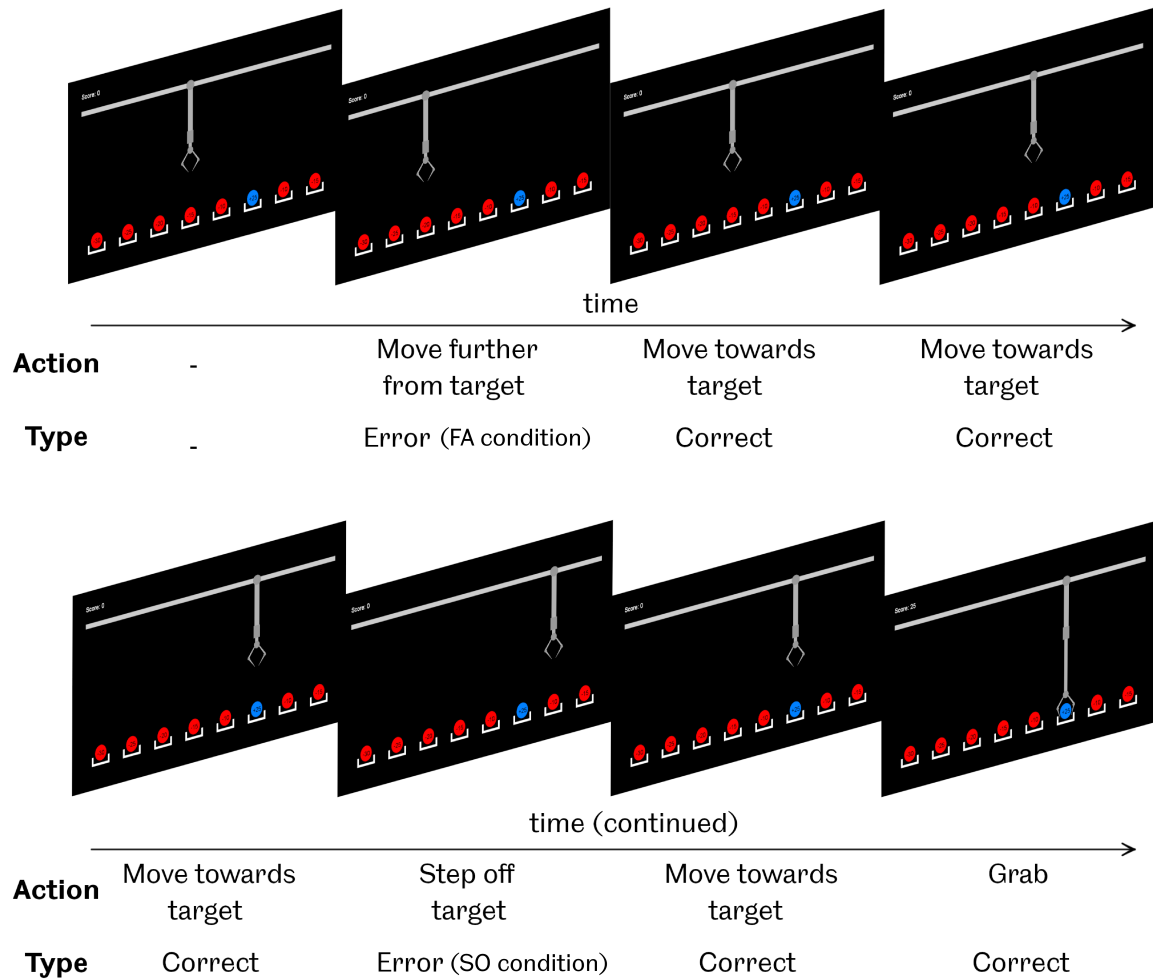 Score: 0
Score: 0
Score: 0
Score: 0
time
Action
-
Move further
from target
Move towards
target
Move towards
target
Type
-
Error (FA condition)
Correct
Correct
Score: 0
Score: 0
Score: 0
Score: 25
time (continued)
Action
Move towards
target
Step off
target
Move towards
target
Grab
Type
Correct
Error (SO condition)
Correct
Correct